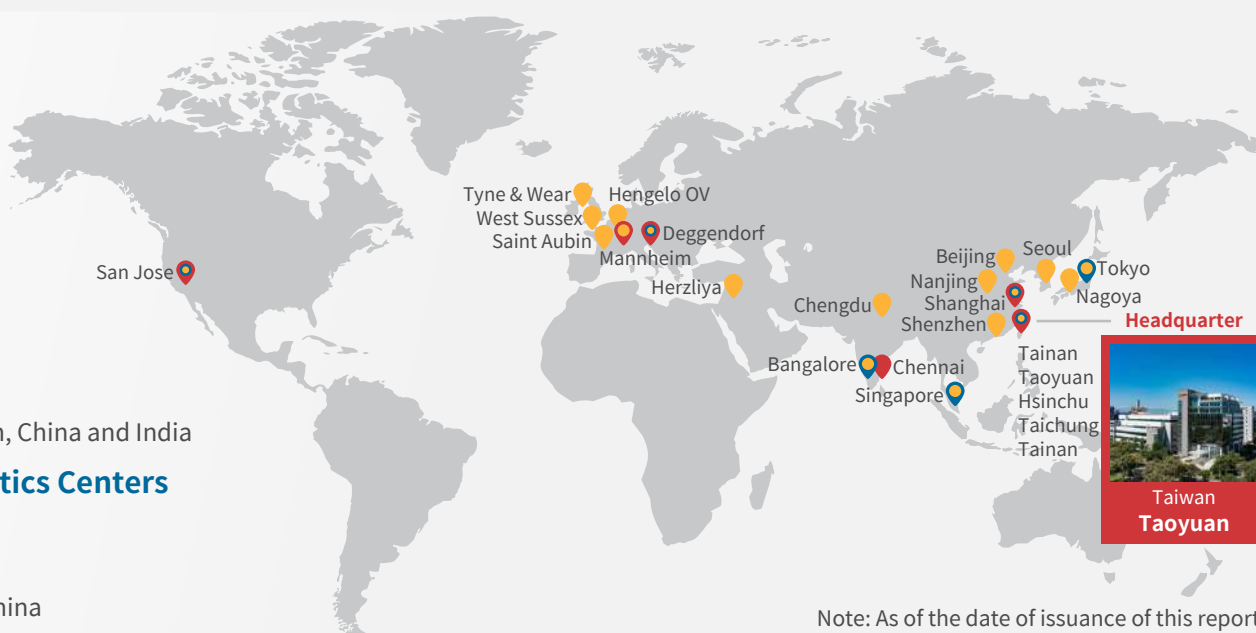 Tyne & Wear
Hengelo OV
West Sussex
Saint Aubin
Deggendorf
Mannheim
San Jose
Herzliya
Beijing
Seoul
Tokyo
Nanjing
Nagoya
Shanghai
Chengdu
Shenzhen
Headquarter
Bangalore
Chennai
Singapore
Tainan
Taoyuan
Hsinchu
Taichung
Tainan
Taiwan
Taoyuan
, China and India
tics Centers
Note: As of the date of issuance of this report